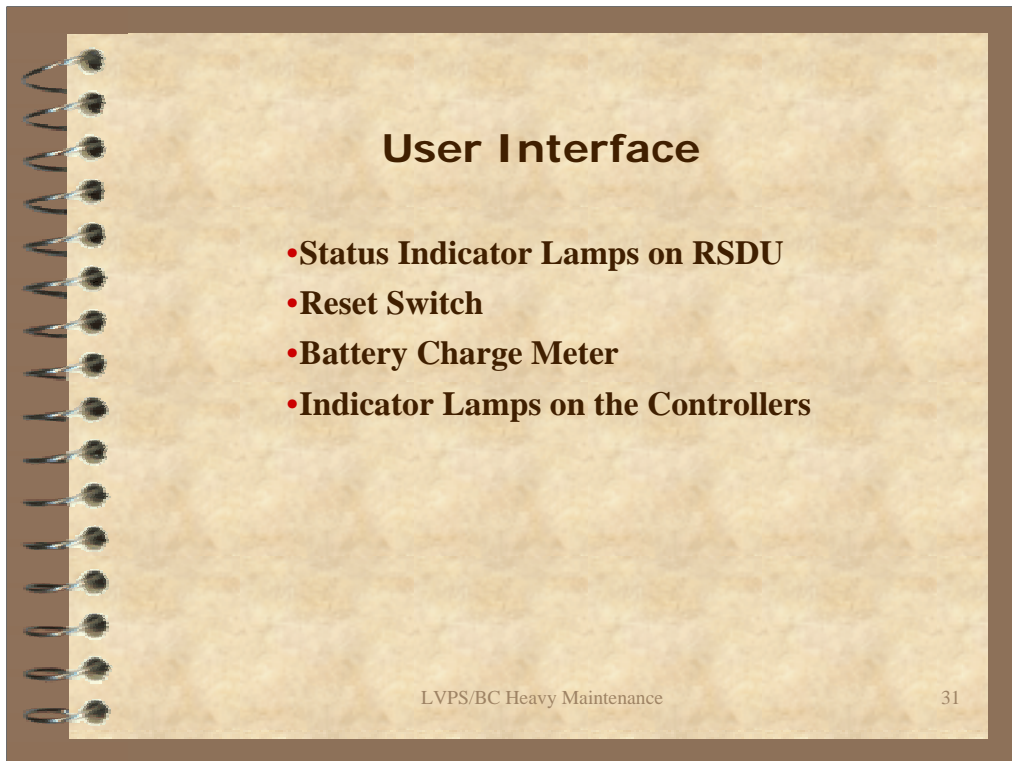 User Interface
•Status Indicator Lamps on RSDU
•Reset Switch
•Battery Charge Meter
•Indicator Lamps on the Controllers
LVPS/BC Heavy Maintenance 31